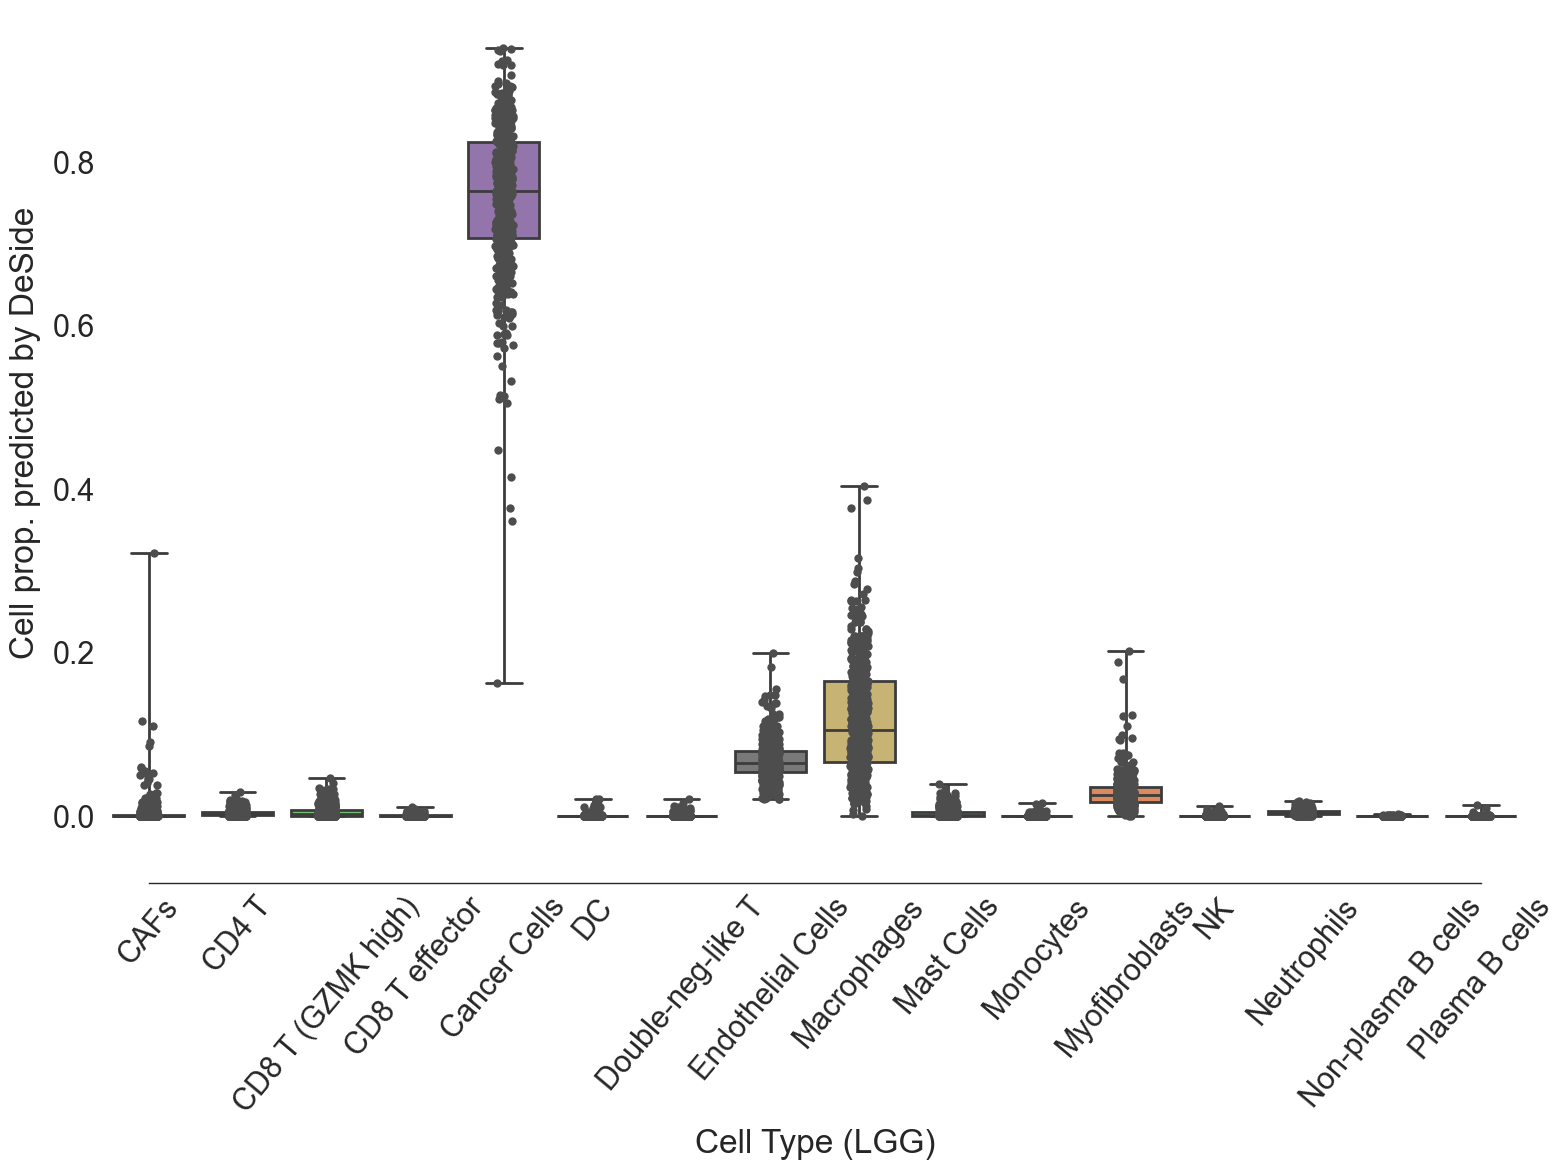 Cell prop. predicted by DeSide
0.8
0.6
0.4
0.2
0.0
CAFs
CD4 T
CD8 T (GZMK high)
CD8 T effector
Cancer Cells
DC
Double-neg-like T
Endothelial Cells
Macrophages
Mast Cells
Monocytes
Myofibroblasts
NK
Neutrophils
Non-plasma B cells
Plasma B cells
Cell Type (LGG)